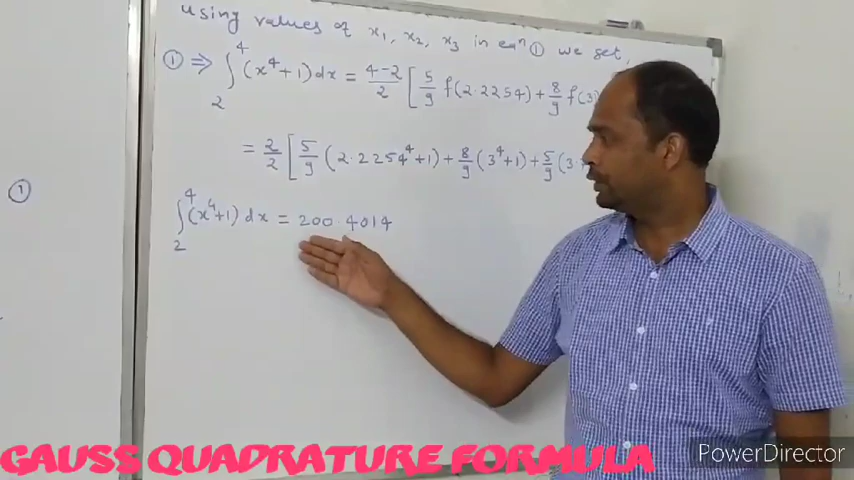 using values of x₁, x₂, x₃ in eqⁿ ① we get,
① ⇒ ∫₂⁴ (x⁴+1) dx = 4-2/2 [5/9 f(2.2254) + 8/9 f(3)
= 2/2 [5/9 (2.2254⁴+1) + 8/9 (3⁴+1) + 5/9 (3.
①
∫₂⁴ (x⁴+1) dx = 200.4014
GAUSS QUADRATURE FORMULA
PowerDirector